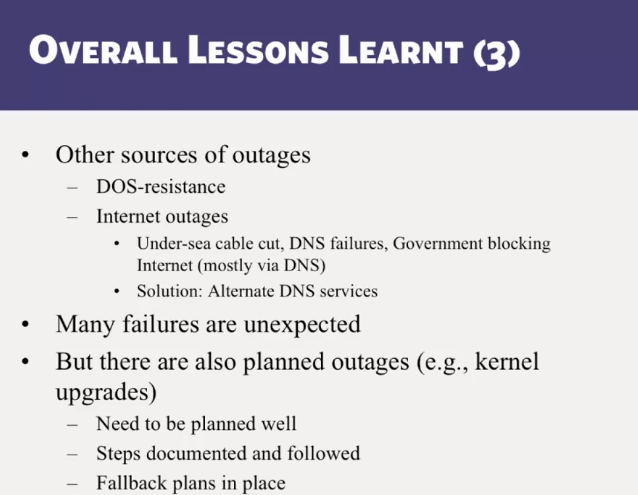 OVERALL LESSONS LEARNT (3)
• Other sources of outages
– DOS-resistance
– Internet outages
• Under-sea cable cut, DNS failures, Government blocking
Internet (mostly via DNS)
• Solution: Alternate DNS services
• Many failures are unexpected
• But there are also planned outages (e.g., kernel
upgrades)
– Need to be planned well
– Steps documented and followed
– Fallback plans in place